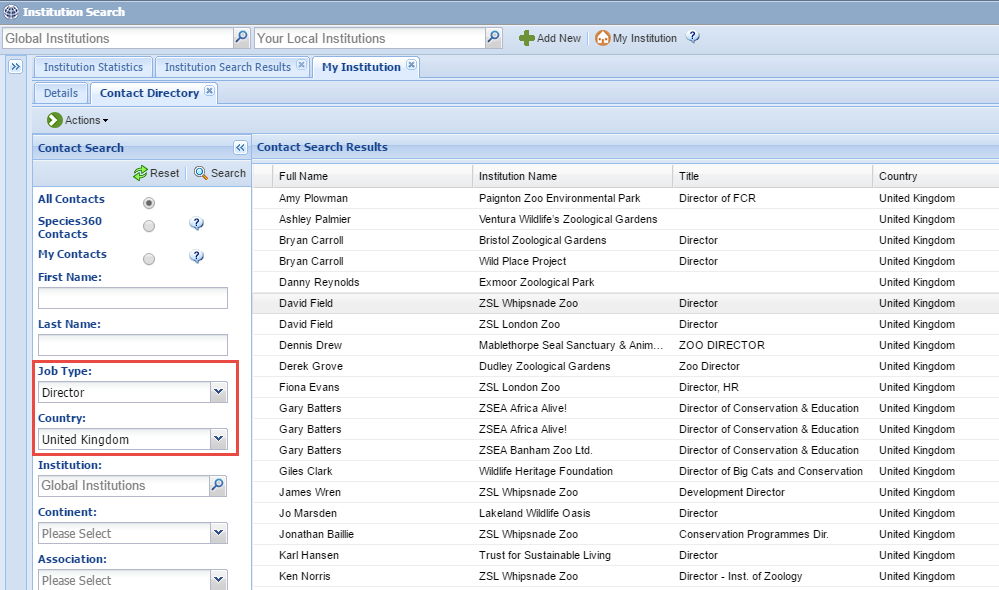 Institution Search
Global Institutions Your Local Institutions Add New My Institution
Institution Statistics Institution Search Results My Institution
Details Contact Directory
Actions
Contact Search
Reset Search
All Contacts
Species360
Contacts
My Contacts
First Name:
Last Name:
Job Type:
Director
Country:
United Kingdom
Institution:
Global Institutions
Continent:
Please Select
Association:
Please Select
Contact Search Results
Full Name Institution Name Title Country
Amy Plowman Paignton Zoo Environmental Park Director of FCR United Kingdom
Ashley Palmier Ventura Wildlife's Zoological Gardens United Kingdom
Bryan Carroll Bristol Zoological Gardens Director United Kingdom
Bryan Carroll Wild Place Project Director United Kingdom
Danny Reynolds Exmoor Zoological Park United Kingdom
David Field ZSL Whipsnade Zoo Director United Kingdom
David Field ZSL London Zoo Director United Kingdom
Dennis Drew Mablethorpe Seal Sanctuary & Anim... ZOO DIRECTOR United Kingdom
Derek Grove Dudley Zoological Gardens Zoo Director United Kingdom
Fiona Evans ZSL London Zoo Director, HR United Kingdom
Gary Batters ZSEA Africa Alive! Director of Conservation & Education United Kingdom
Gary Batters ZSEA Africa Alive! Director of Conservation & Education United Kingdom
Gary Batters ZSEA Banham Zoo Ltd. Director of Conservation & Education United Kingdom
Giles Clark Wildlife Heritage Foundation Director of Big Cats and Conservation United Kingdom
James Wren ZSL Whipsnade Zoo Development Director United Kingdom
Jo Marsden Lakeland Wildlife Oasis Director United Kingdom
Jonathan Baillie ZSL Whipsnade Zoo Conservation Programmes Dir. United Kingdom
Karl Hansen Trust for Sustainable Living Director United Kingdom
Ken Norris ZSL Whipsnade Zoo Director - Inst. of Zoology United Kingdom